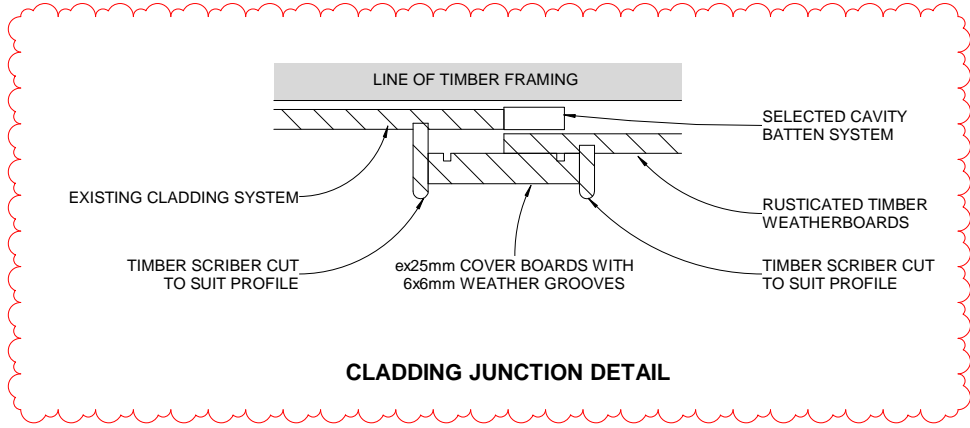 LINE OF TIMBER FRAMING
SELECTED CAVITY
BATTEN SYSTEM
EXISTING CLADDING SYSTEM
RUSTICATED TIMBER
WEATHERBOARDS
TIMBER SCRIBER CUT
TO SUIT PROFILE
ex25mm COVER BOARDS WITH
6x6mm WEATHER GROOVES
TIMBER SCRIBER CUT
TO SUIT PROFILE
CLADDING JUNCTION DETAIL